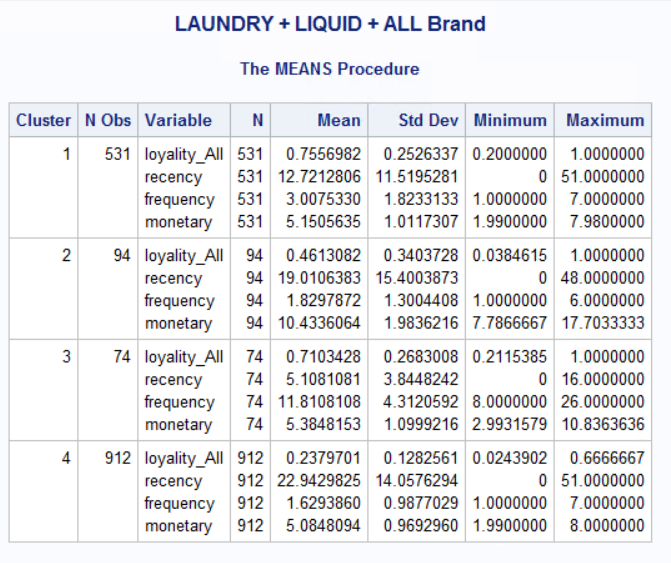 LAUNDRY + LIQUID + ALL Brand
The MEANS Procedure
Cluster N Obs Variable N Mean Std Dev Minimum Maximum
1 531 loyality_All 531 0.7556982 0.2526337 0.2000000 1.0000000
recency 531 12.7212806 11.5195281 0 51.0000000
frequency 531 3.0075330 1.8233133 1.0000000 7.0000000
monetary 531 5.1505635 1.0117307 1.9900000 7.9800000
2 94 loyality_All 94 0.4613082 0.3403728 0.0384615 1.0000000
recency 94 19.0106383 15.4003873 0 48.0000000
frequency 94 1.8297872 1.3004408 1.0000000 6.0000000
monetary 94 10.4336064 1.9836216 7.7866667 17.7033333
3 74 loyality_All 74 0.7103428 0.2683008 0.2115385 1.0000000
recency 74 5.1081081 3.8448242 0 16.0000000
frequency 74 11.8108108 4.3120592 8.0000000 26.0000000
monetary 74 5.3848153 1.0999216 2.9931579 10.8363636
4 912 loyality_All 912 0.2379701 0.1282561 0.0243902 0.6666667
recency 912 22.9429825 14.0576294 0 51.0000000
frequency 912 1.6293860 0.9877029 1.0000000 7.0000000
monetary 912 5.0848094 0.9692960 1.9900000 8.0000000